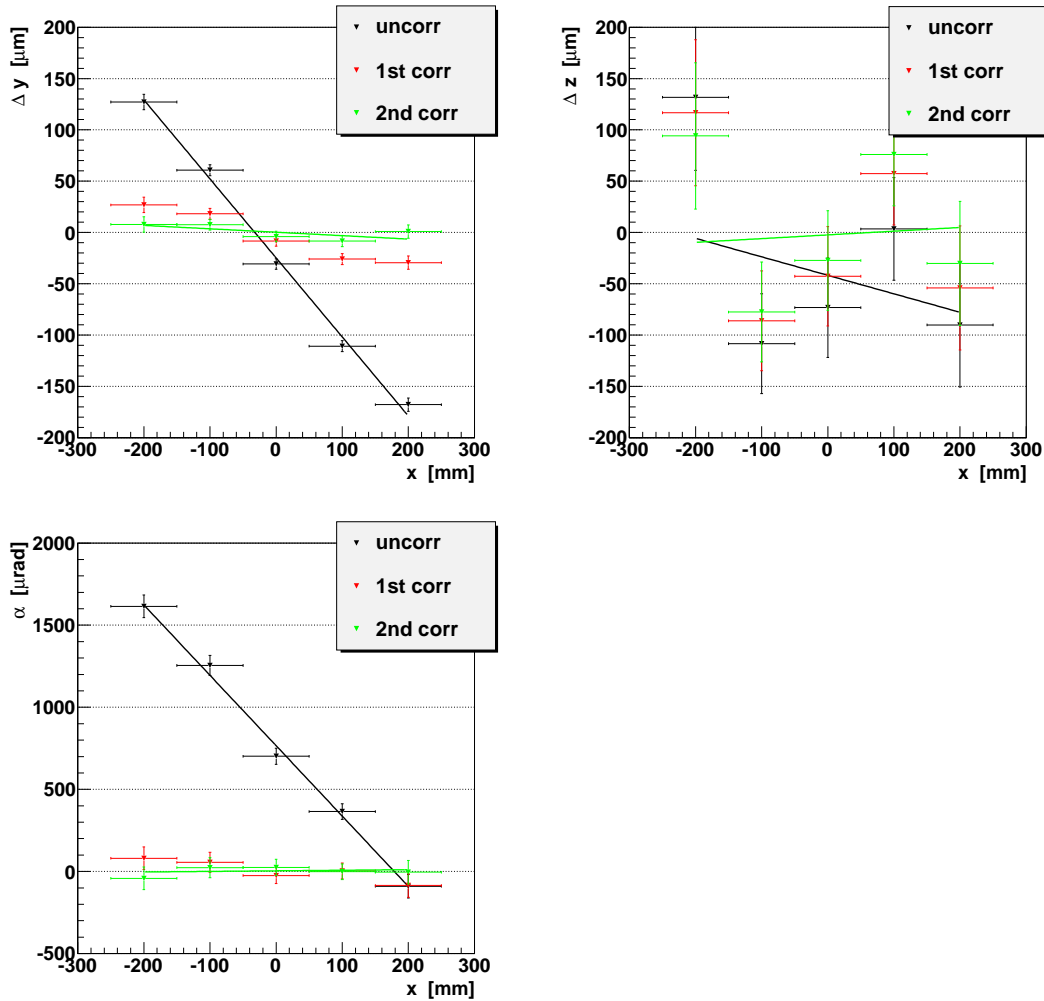 Δ y [μm]
200
150
100
50
0
-50
-100
-150
-200
-300 -200 -100 0 100 200 300
x [mm]
uncorr
1st corr
2nd corr
Δ z [μm]
200
150
100
50
0
-50
-100
-150
-200
-300 -200 -100 0 100 200 300
x [mm]
uncorr
1st corr
2nd corr
α [μrad]
2000
1500
1000
500
0
-500
-300 -200 -100 0 100 200 300
x [mm]
uncorr
1st corr
2nd corr